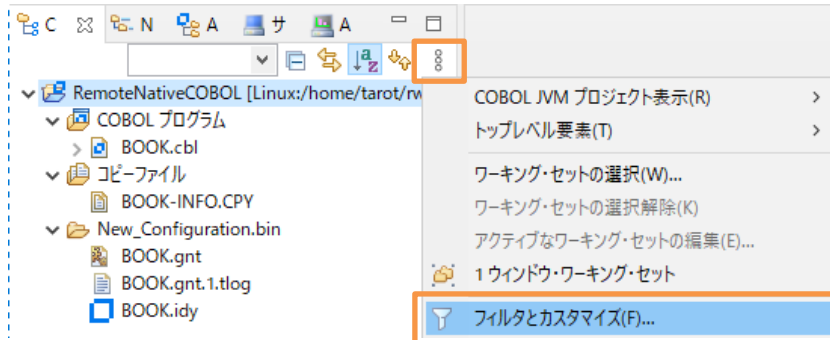 C N A サ A
RemoteNativeCOBOL [Linux:/home/tarot/rw
COBOL プログラム
BOOK.cbl
コピーファイル
BOOK-INFO.CPY
New_Configuration.bin
BOOK.gnt
BOOK.gnt.1.tlog
BOOK.idy
COBOL JVM プロジェクト表示(R)
トップレベル要素(T)
ワーキング・セットの選択(W)...
ワーキング・セットの選択解除(K)
アクティブなワーキング・セットの編集(E)...
1 ウィンドウ・ワーキング・セット
フィルタとカスタマイズ(F)...